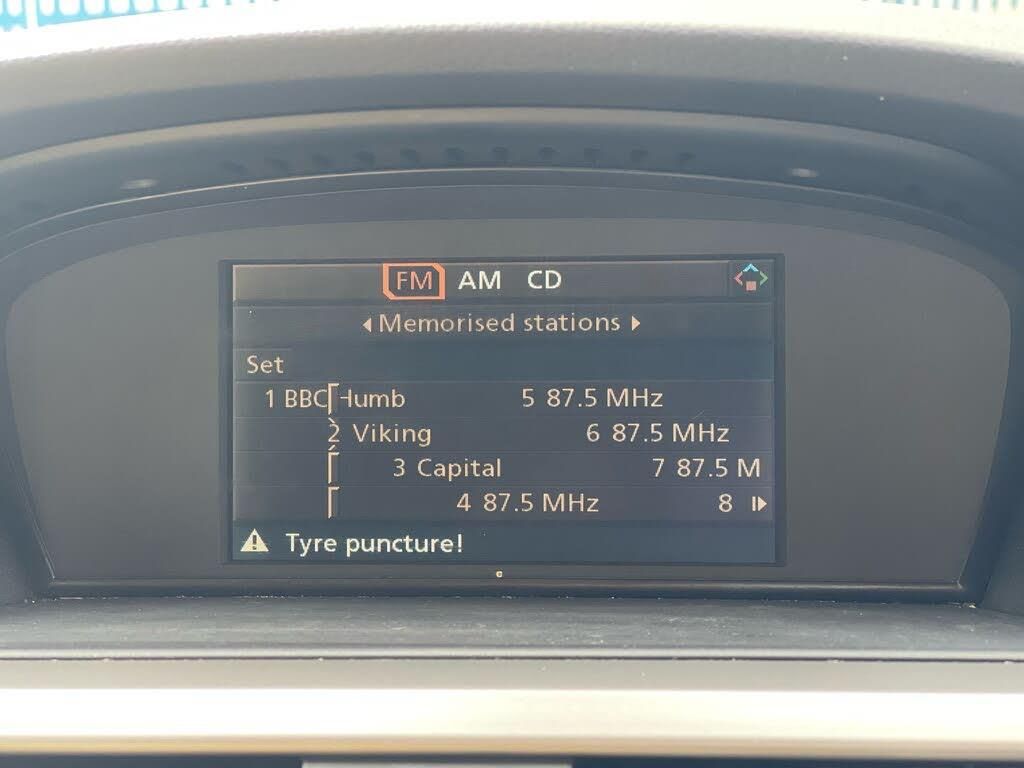 FM AM CD
Memorised stations
Set
1 BBC Humb 5 87.5 MHz
2 Viking 6 87.5 MHz
3 Capital 7 87.5 M
4 87.5 MHz 8
Tyre puncture!